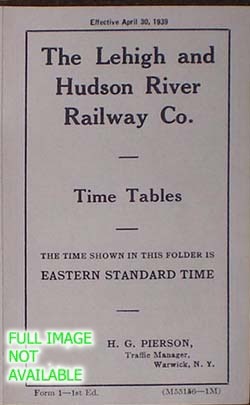 Effective April 30, 1939
The Lehigh and
Hudson River
Railway Co.
Time Tables
THE TIME SHOWN IN THIS FOLDER IS
EASTERN STANDARD TIME
H. G. PIERSON,
Traffic Manager,
Warwick, N. Y.
FULL IMAGE
NOT
AVAILABLE
Form 1—1st Ed.
(M55156—1M)